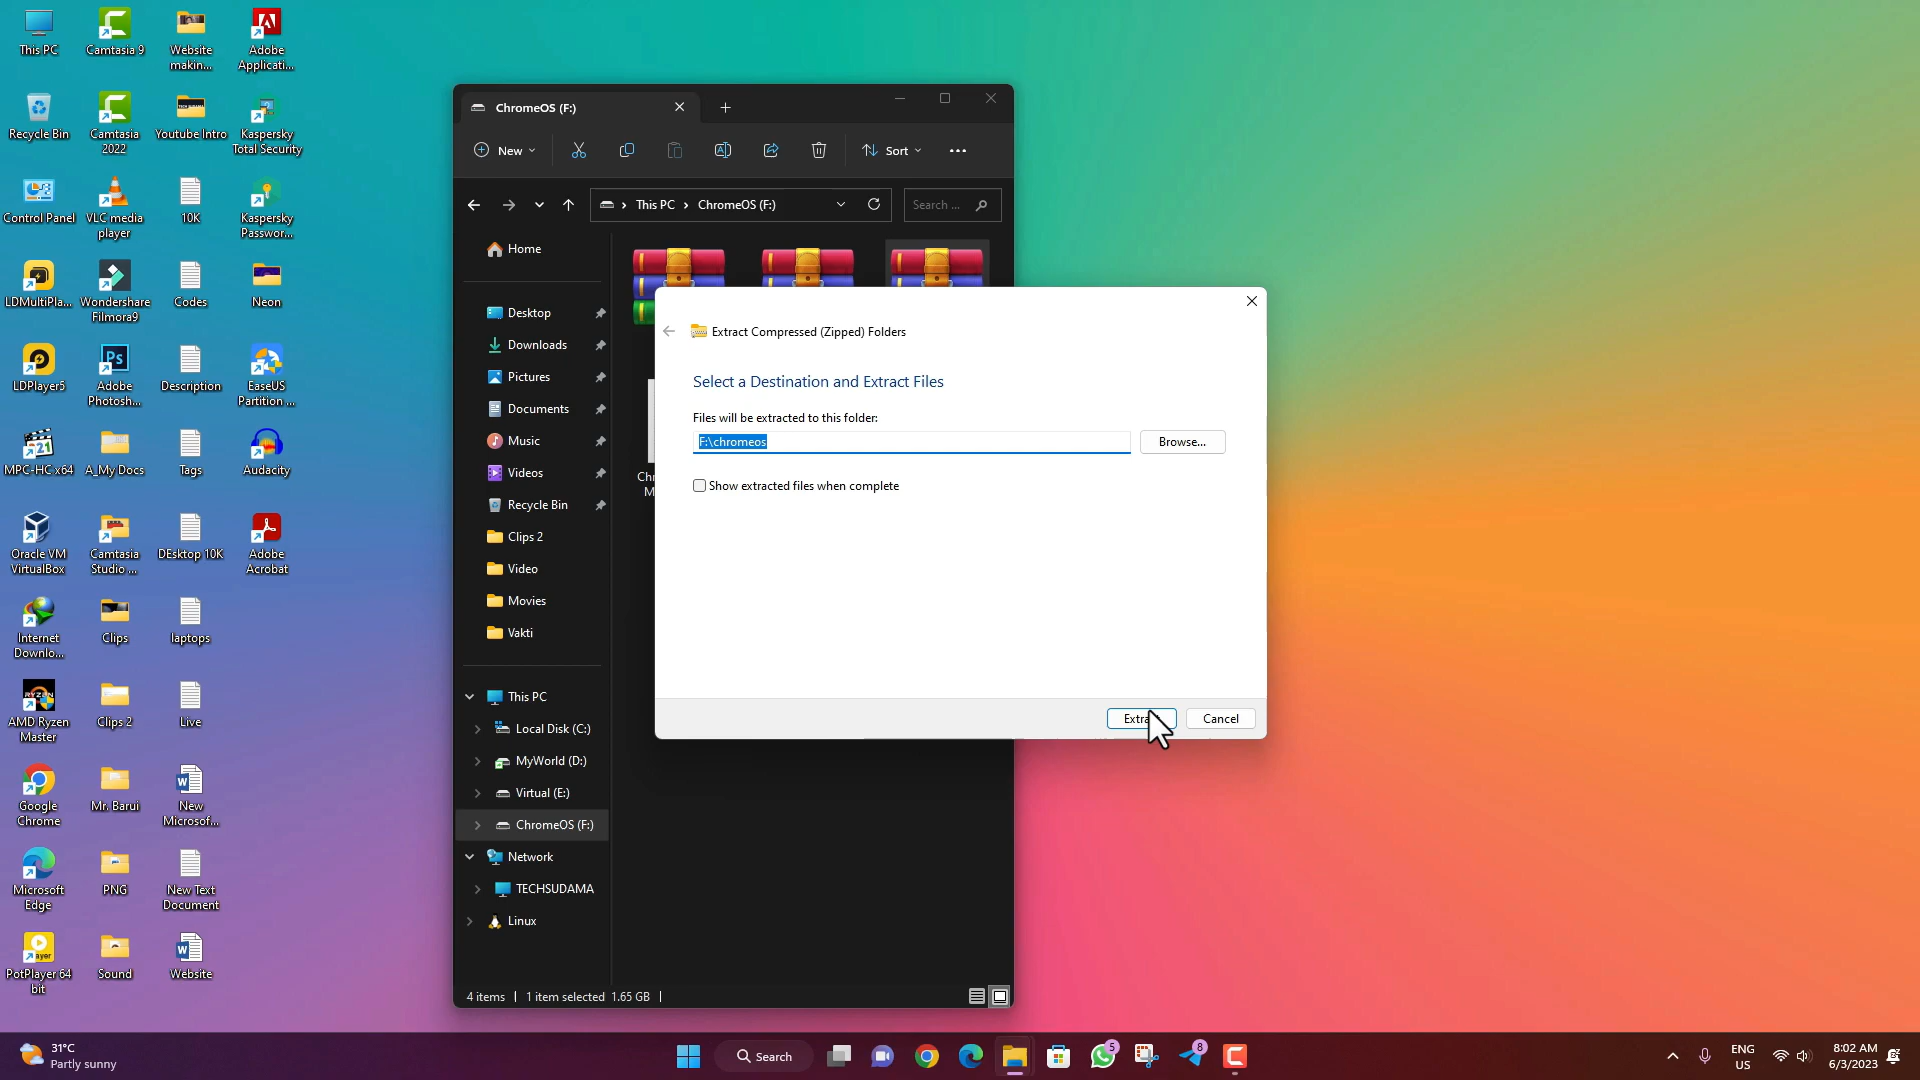 This PC
Camtasia 9
Website
makin...
Adobe
Applicati...
Recycle Bin
Camtasia
2022
Youtube Intro
Kaspersky
Total Security
Control Panel
VLC media
player
10K
Kaspersky
Passwor...
LDMultiPla...
Wondershare
Filmora9
Codes
Neon
LDPlayer5
Ps
Adobe
Photosh...
Description
EaseUS
Partition ...
MPC-HC x64
A_My Docs
Tags
Audacity
Oracle VM
VirtualBox
Camtasia
Studio ...
DEsktop 10K
Adobe
Acrobat
Internet
Downlo...
Clips
laptops
RYZEN
AMD Ryzen
Master
Clips 2
Live
Google
Chrome
Mr. Barui
New
Microsof...
Microsoft
Edge
PNG
New Text
Document
PotPlayer 64
bit
Sound
Website
ChromeOS (F:)
New
Sort
This PC
ChromeOS (F:)
Search ...
Home
Desktop
Downloads
Pictures
Documents
Music
Videos
Recycle Bin
Clips 2
Video
Movies
Vakti
This PC
Local Disk (C:)
MyWorld (D:)
Virtual (E:)
ChromeOS (F:)
Network
TECHSUDAMA
Linux
4 items
1 item selected 1.65 GB
Extract Compressed (Zipped) Folders
Select a Destination and Extract Files
Files will be extracted to this folder:
F:\chromeos
Browse...
Show extracted files when complete
Cancel
31°C
Partly sunny
Search
5
8
ENG
US
8:02 AM
6/3/2023